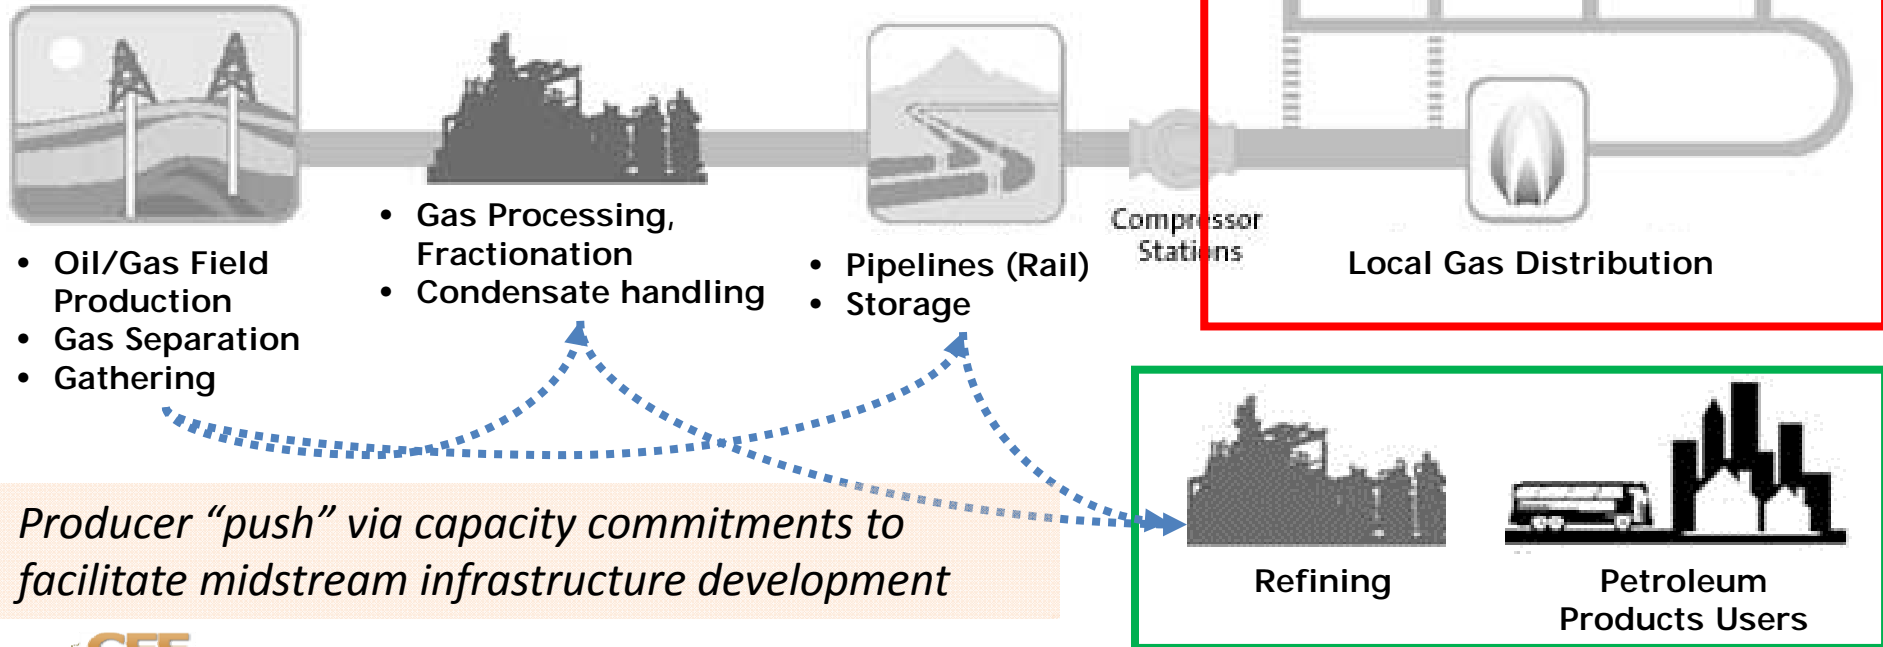 • Oil/Gas Field
Production
• Gas Separation
• Gathering
• Gas Processing,
Fractionation
• Condensate handling
• Pipelines (Rail)
• Storage
Compressor
Stations
Local Gas Distribution
Producer “push” via capacity commitments to
facilitate midstream infrastructure development
Refining
Petroleum
Products Users
CEE